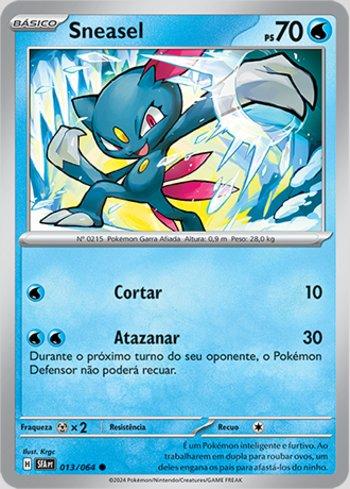 BÁSICO
Sneasel
PS 70
Nº 0215 Pokémon Garra Afiada Altura: 0,9 m Peso: 28,0 kg
Cortar 10
Atazanar 30
Durante o próximo turno do seu oponente, o Pokémon
Defensor não poderá recuar.
Fraqueza ×2 Resistência Recuo
Ilust. Krgc
H SFA PT 013/064
É um Pokémon inteligente e furtivo. Ao
trabalharem em dupla para roubar ovos, um
deles engana os pais para afastá-los do ninho.
©2024 Pokémon/Nintendo/Creatures/GAME FREAK